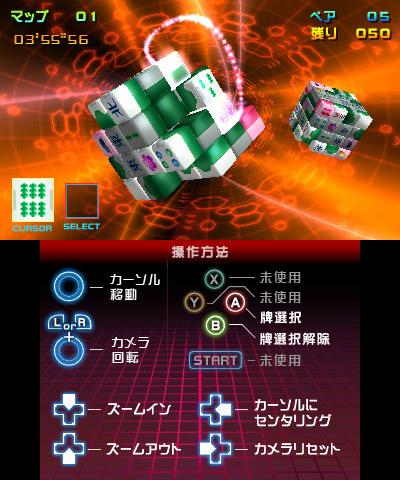 マップ 01
ペア 05
03'55"56
残り 050
CURSOR
SELECT
操作方法
カーソル
移動
L or R
+
カメラ
回転
X 未使用
Y 未使用
A 牌選択
B 牌選択解除
START 未使用
ズームイン
カーソルに
センタリング
ズームアウト
カメラリセット